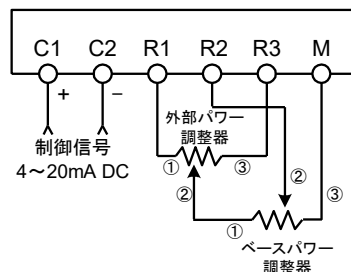 C1 C2 R1 R2 R3 M
+ −
制御信号
4～20mA DC
外部パワー
調整器
① ③
②
②
① ③
ベースパワー
調整器